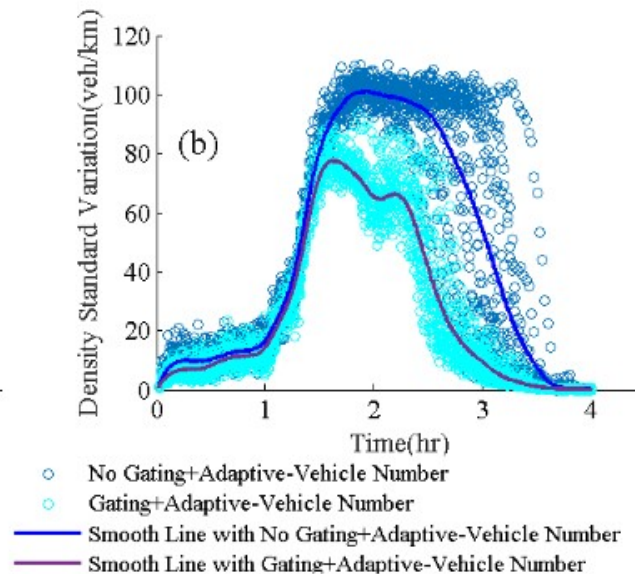 Density Standard Variation(veh/km)
120
100
80
60
40
20
0
(b)
0 1 2 3 4
Time(hr)
No Gating+Adaptive-Vehicle Number
Gating+Adaptive-Vehicle Number
Smooth Line with No Gating+Adaptive-Vehicle Number
Smooth Line with Gating+Adaptive-Vehicle Number